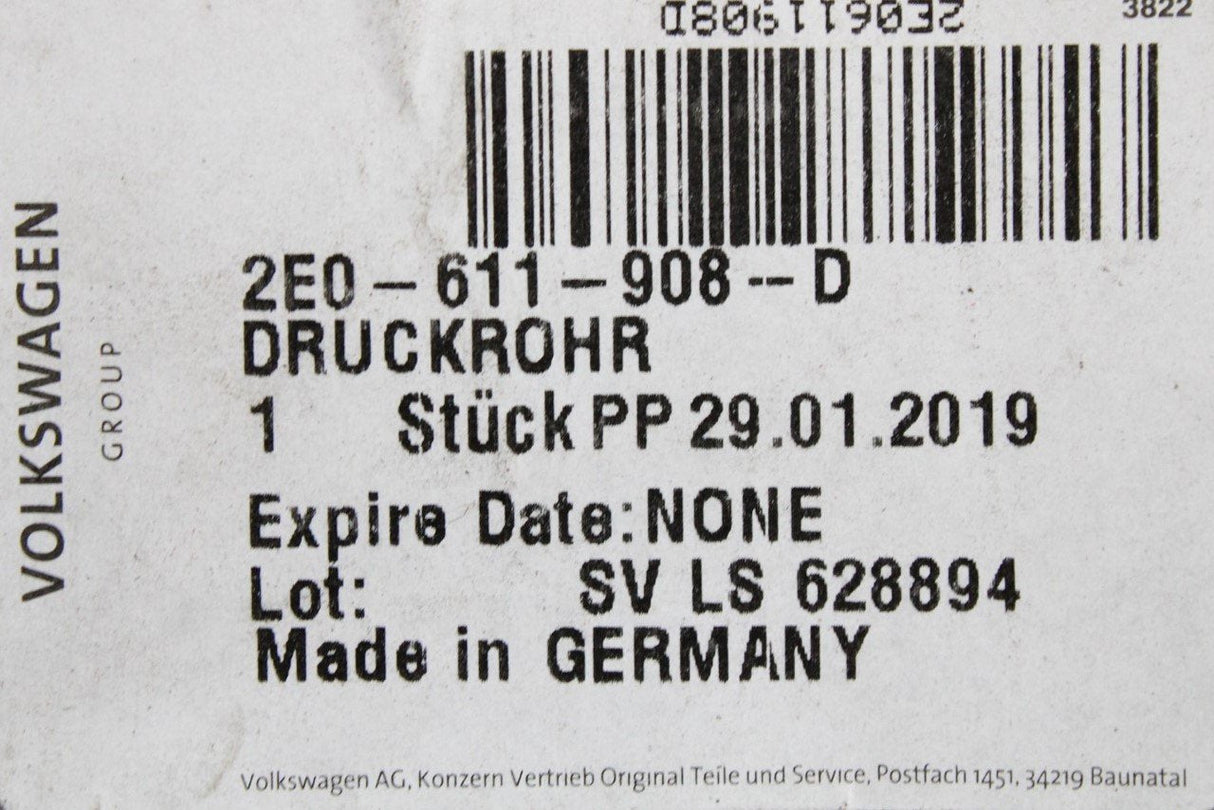 2E0611908D
3822
2E0-611-908--D
DRUCKROHR
1 Stück PP 29.01.2019
Expire Date:NONE
Lot: SV LS 628894
Made in GERMANY
VOLKSWAGEN
GROUP
Volkswagen AG, Konzern Vertrieb Original Teile und Service, Postfach 1451, 34219 Baunatal